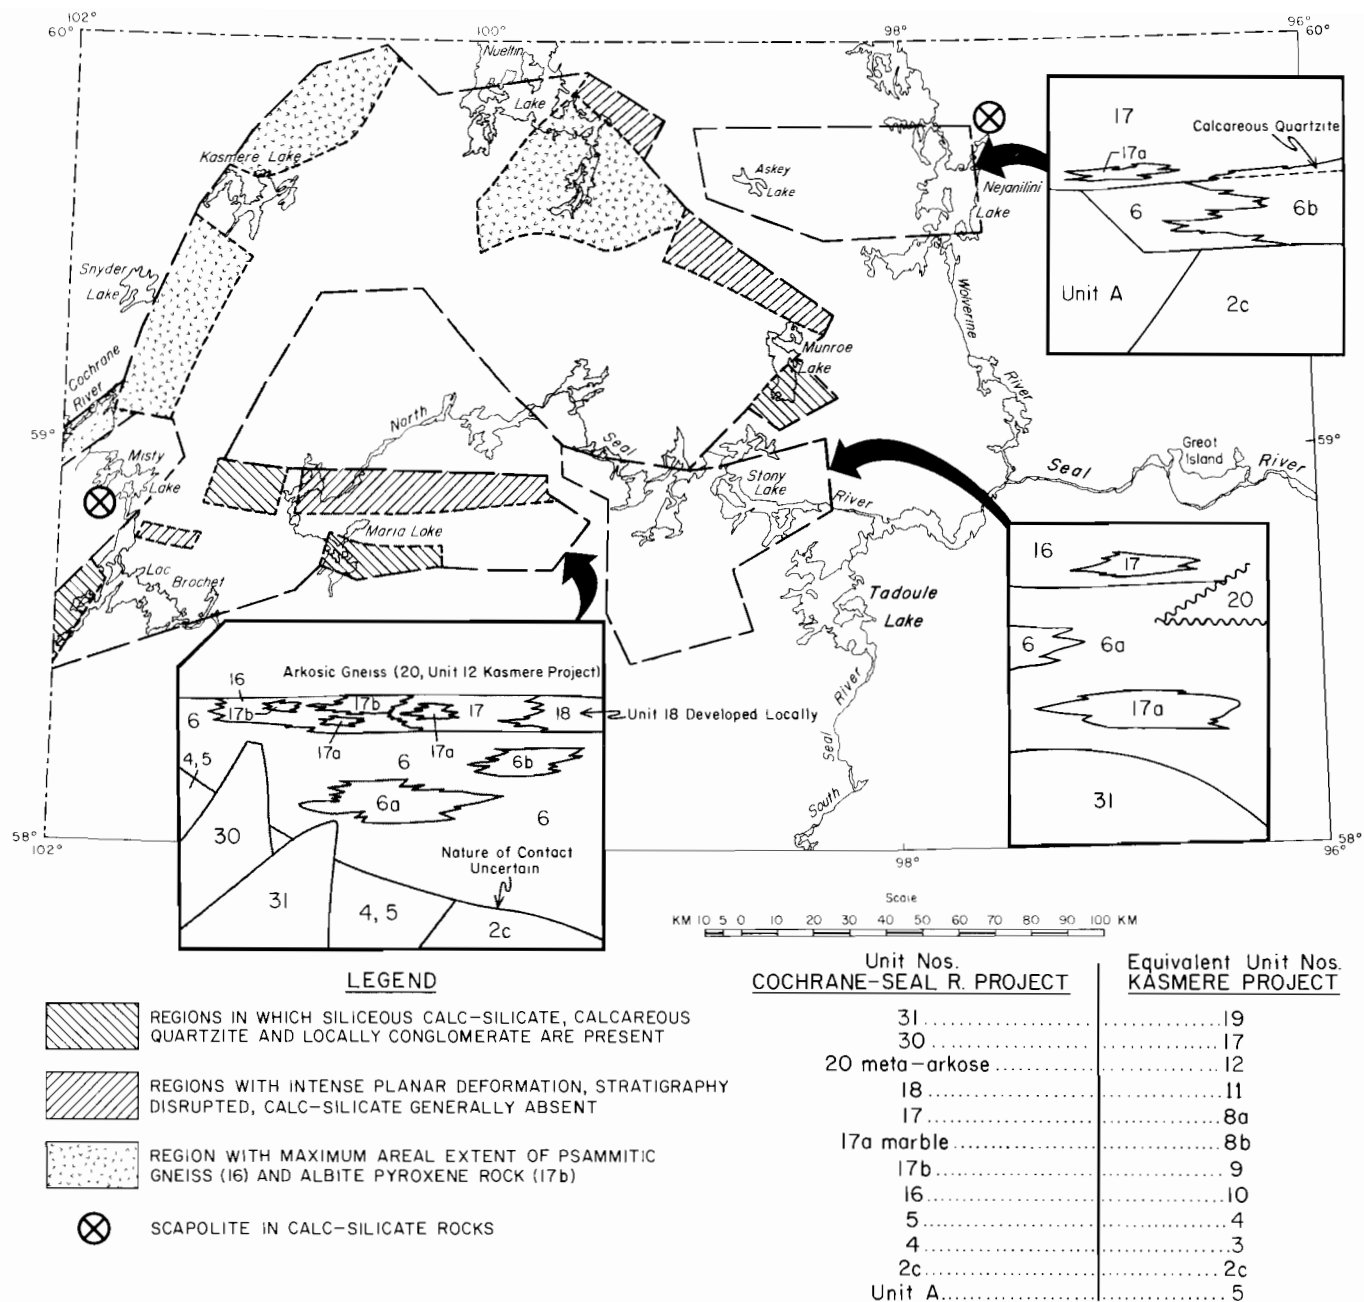 102°
100°
98°
96°
60°
60°
Nueltin
Lake
Kasmere Lake
Askey
Lake
Nejanilini
Lake
Snyder
Lake
Cochrane
River
Wolverine
River
Munroe
Lake
North
Seal
River
59°
59°
Misty
Lake
Stony
Lake
Seal
River
Great
Island
Maria Lake
Lac
Brochet
Tadoule
Lake
South
Seal
River
58°
102°
98°
58°
96°
17
Calcareous Quartzite
17a
6
6b
Unit A
2c
16
17
20
6
6a
17a
31
Arkosic Gneiss (20, Unit 12 Kasmere Project)
16
17b
17b
17
18
Unit 18 Developed Locally
6
17a
17a
4,5
6
6b
6a
6
30
Nature of Contact
Uncertain
31
4,5
2c
Scale
KM 10 5 0 10 20 30 40 50 60 70 80 90 100 KM
LEGEND
REGIONS IN WHICH SILICEOUS CALC-SILICATE, CALCAREOUS
QUARTZITE AND LOCALLY CONGLOMERATE ARE PRESENT
REGIONS WITH INTENSE PLANAR DEFORMATION, STRATIGRAPHY
DISRUPTED, CALC-SILICATE GENERALLY ABSENT
REGION WITH MAXIMUM AREAL EXTENT OF PSAMMITIC
GNEISS (16) AND ALBITE PYROXENE ROCK (17b)
SCAPOLITE IN CALC-SILICATE ROCKS
Unit Nos. Equivalent Unit Nos.
COCHRANE-SEAL R. PROJECT KASMERE PROJECT
31 19
30 17
20 meta-arkose 12
18 11
17 8a
17a marble 8b
17b 9
16 10
5 4
4 3
2c 2c
Unit A 5